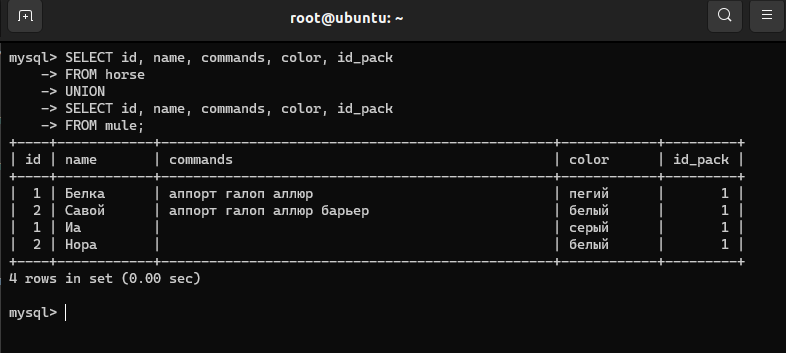 root@ubuntu: ~
mysql> SELECT id, name, commands, color, id_pack
    -> FROM horse
    -> UNION
    -> SELECT id, name, commands, color, id_pack
    -> FROM mule;
+----+------------+--------------------------------------------------+------------+---------+
| id | name       | commands                                         | color      | id_pack |
+----+------------+--------------------------------------------------+------------+---------+
|  1 | Белка      | аппорт галоп аллюр                               | пегий      |       1 |
|  2 | Савой      | аппорт галоп аллюр барьер                        | белый      |       1 |
|  1 | Иа         |                                                  | серый      |       1 |
|  2 | Нора       |                                                  | белый      |       1 |
+----+------------+--------------------------------------------------+------------+---------+
4 rows in set (0.00 sec)
mysql>